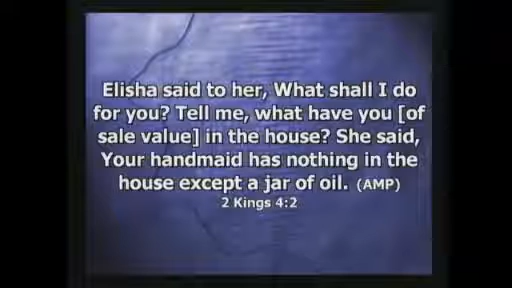 Elisha said to her, What shall I do
for you? Tell me, what have you [of
sale value] in the house? She said,
Your handmaid has nothing in the
house except a jar of oil. (AMP)
2 Kings 4:2